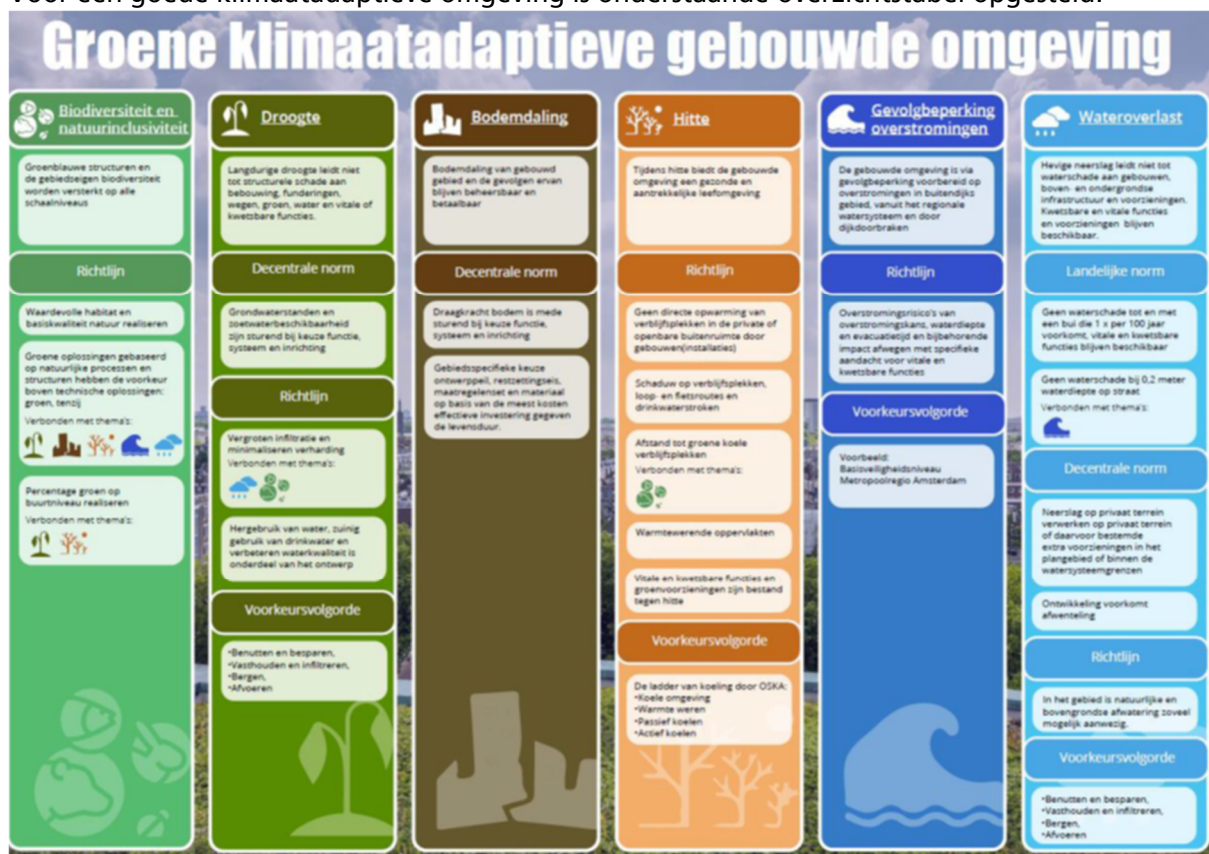 Voor een goede klimaatadaptieve omgeving is onderstaande overzichtstabel opgesteld:
Groene klimaatadaptieve gebouwde omgeving
Biodiversiteit en
natuurinclusiviteit
Groenblauwe structuren en
de gebiedseigen biodiversiteit
worden versterkt op alle
schaalniveaus
Richtlijn
Waardevolle habitat en
basiskwaliteit natuur realiseren
Groene oplossingen gebaseerd
op natuurlijke processen en
structuren hebben de voorkeur
boven technische oplossingen:
groen, tenzij
Verbonden met thema's:
Percentage groen op
buurtniveau realiseren
Verbonden met thema's:
Droogte
Langdurige droogte leidt niet
tot structurele schade aan
bebouwing, funderingen,
wegen, groen, water en vitale of
kwetsbare functies.
Decentrale norm
Grondwaterstanden en
zoetwaterbeschikbaarheid
zijn sturend bij keuze functie,
systeem en inrichting
Richtlijn
Vergroten infiltratie en
minimaliseren verharding
Verbonden met thema's:
Hergebruik van water, zuinig
gebruik van drinkwater en
verbeteren waterkwaliteit is
onderdeel van het ontwerp
Voorkeursvolgorde
•Benutten en besparen,
•Vasthouden en infiltreren,
•Bergen,
•Afvoeren
Bodemdaling
Bodemdaling van gebouwd
gebied en de gevolgen ervan
blijven beheersbaar en
betaalbaar
Decentrale norm
Draagkracht bodem is mede
sturend bij keuze functie,
systeem en inrichting
Gebiedsspecifieke keuze
ontwerppeil, restzettingseis,
maatregelenset en materiaal
op basis van de meest kosten
effectieve investering gegeven
de levensduur.
Hitte
Tijdens hitte biedt de gebouwde
omgeving een gezonde en
aantrekkelijke leefomgeving
Richtlijn
Geen directe opwarming van
verblijfsplekken in de private of
openbare buitenruimte door
gebouwen(installaties)
Schaduw op verblijfsplekken,
loop- en fietsroutes en
drinkwaterstroken
Afstand tot groene koele
verblijfsplekken
Verbonden met thema's:
Warmtewerende oppervlakten
Vitale en kwetsbare functies en
groenvoorzieningen zijn bestand
tegen hitte
Voorkeursvolgorde
De ladder van koeling door OSKA:
•Koele omgeving
•Warmte weren
•Passief koelen
•Actief koelen
Gevolgbeperking
overstromingen
De gebouwde omgeving is via
gevolgbeperking voorbereid op
overstromingen in buitendijks
gebied, vanuit het regionale
watersysteem en door
dijkdoorbraken
Richtlijn
Overstromingsrisico's van
overstromingskans, waterdiepte
en evacuatietijd en bijbehorende
impact afwegen met specifieke
aandacht voor vitale en
kwetsbare functies
Voorkeursvolgorde
Voorbeeld:
Basisveiligheidsniveau
Metropoolregio Amsterdam
Wateroverlast
Hevige neerslag leidt niet tot
waterschade aan gebouwen,
boven- en ondergrondse
infrastructuur en voorzieningen.
Kwetsbare en vitale functies
en voorzieningen blijven
beschikbaar.
Landelijke norm
Geen waterschade tot en met
een bui die 1 x per 100 jaar
voorkomt, vitale en kwetsbare
functies blijven beschikbaar
Geen waterschade bij 0,2 meter
waterdiepte op straat
Verbonden met thema's:
Decentrale norm
Neerslag op privaat terrein
verwerken op privaat terrein
of daarvoor bestemde
extra voorzieningen in het
plangebied of binnen de
watersysteemgrenzen
Ontwikkeling voorkomt
afwenteling
Richtlijn
In het gebied is natuurlijke en
bovengrondse afwatering zoveel
mogelijk aanwezig.
Voorkeursvolgorde
•Benutten en besparen,
•Vasthouden en infiltreren,
•Bergen,
•Afvoeren